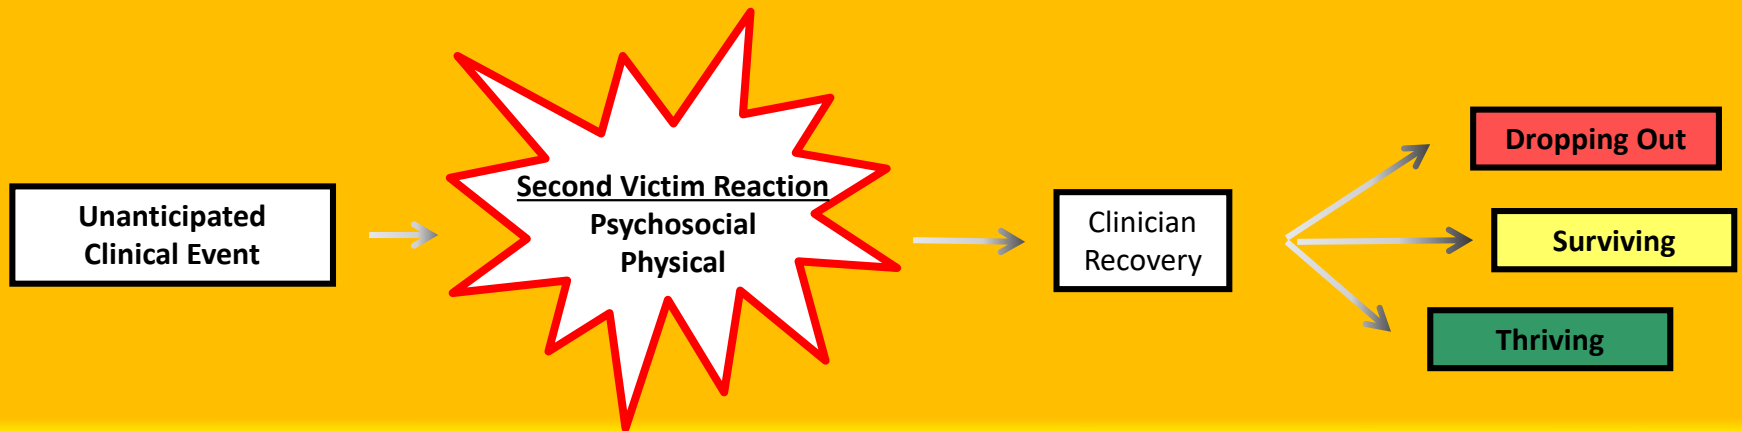 Unanticipated
Clinical Event
Second Victim Reaction
Psychosocial
Physical
Clinician
Recovery
Dropping Out
Surviving
Thriving